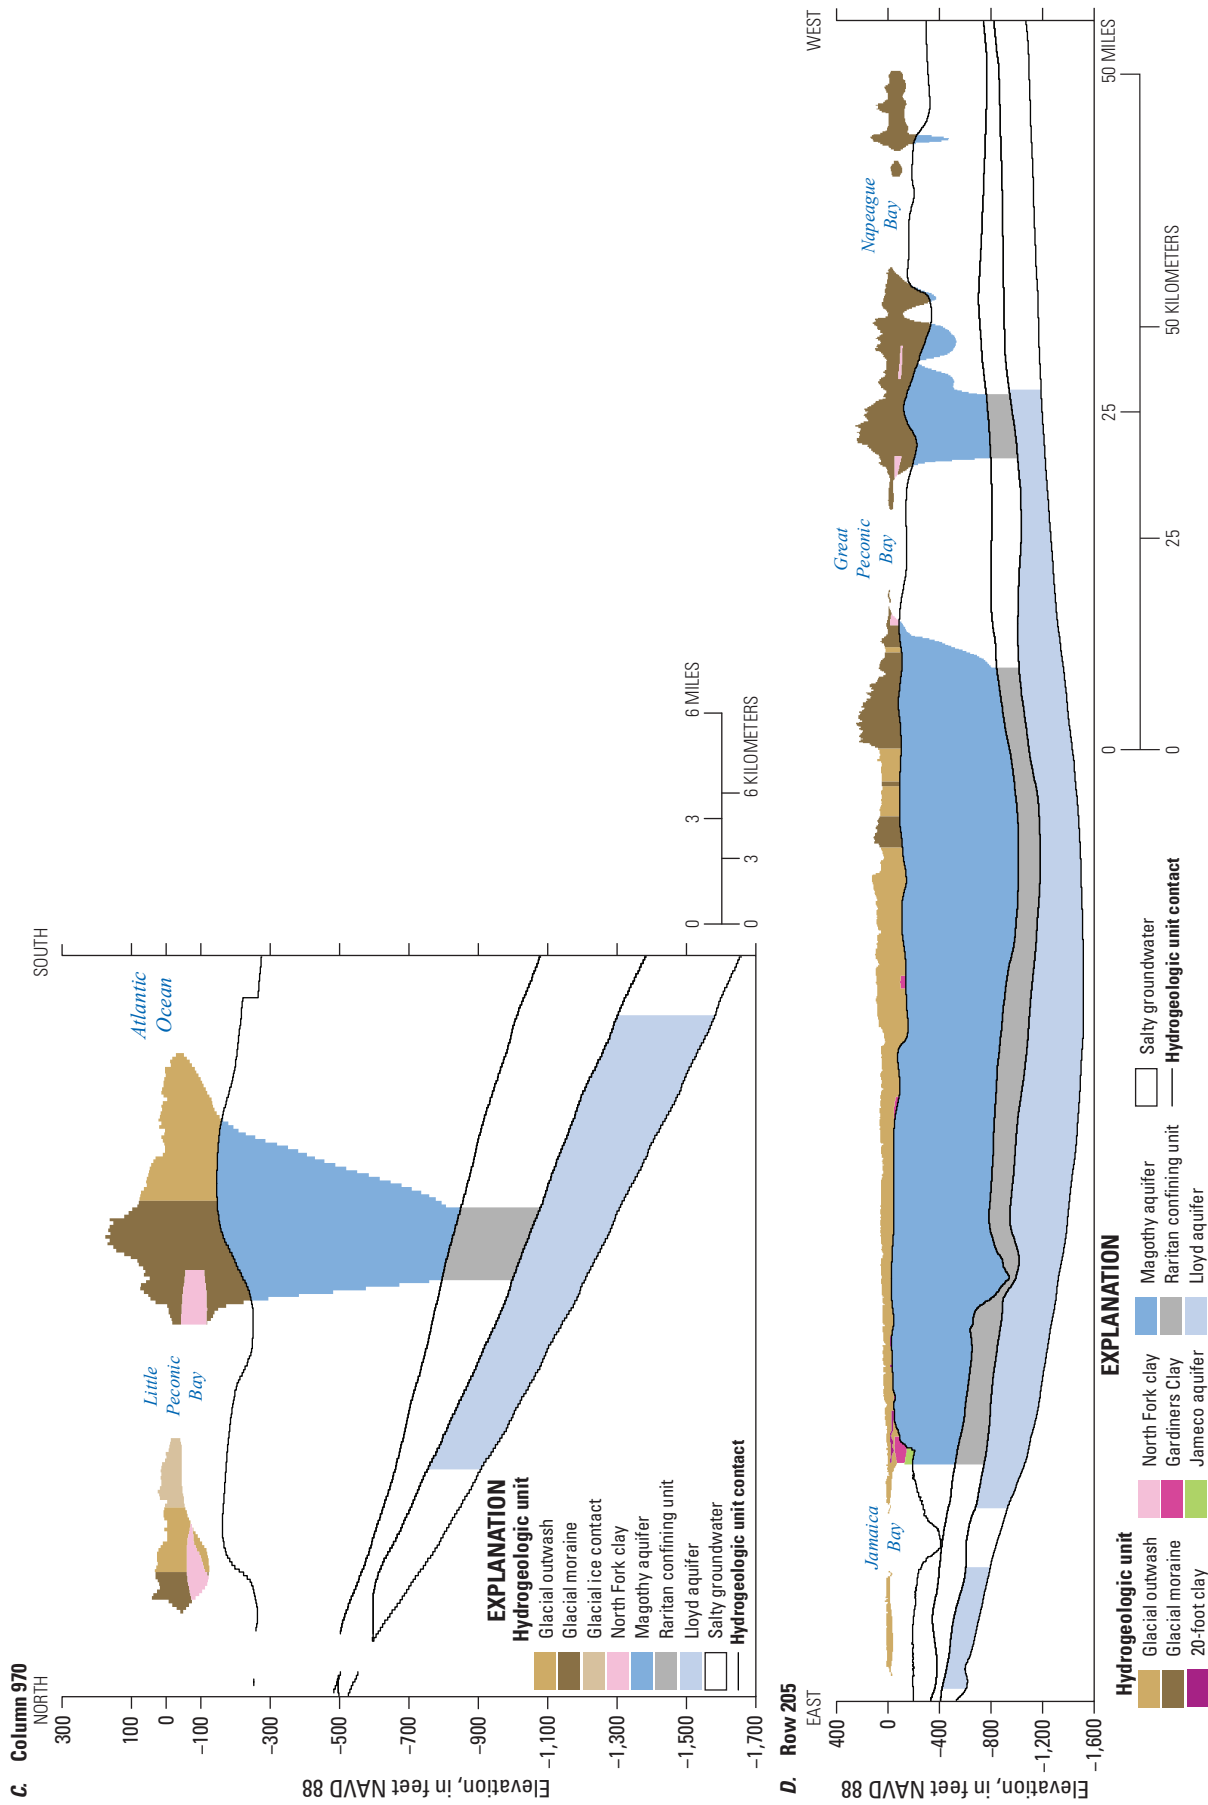 C. Column 970
NORTH
SOUTH
300
100
0
–100
–300
–500
–700
–900
–1,100
–1,300
–1,500
–1,700
Elevation, in feet NAVD 88
Little
Peconic
Bay
Atlantic
Ocean
EXPLANATION
Hydrogeologic unit
Glacial outwash
Glacial moraine
Glacial ice contact
North Fork clay
Magothy aquifer
Raritan confining unit
Lloyd aquifer
Salty groundwater
Hydrogeologic unit contact
0 3 6 MILES
0 3 6 KILOMETERS
D. Row 205
EAST
WEST
400
0
–400
–800
–1,200
–1,600
Elevation, in feet NAVD 88
Jamaica
Bay
Great
Peconic
Bay
Napeague
Bay
0 25 50 MILES
0 25 50 KILOMETERS
EXPLANATION
Hydrogeologic unit
Glacial outwash
Glacial moraine
20-foot clay
North Fork clay
Gardiners Clay
Jameco aquifer
Magothy aquifer
Raritan confining unit
Lloyd aquifer
Salty groundwater
Hydrogeologic unit contact